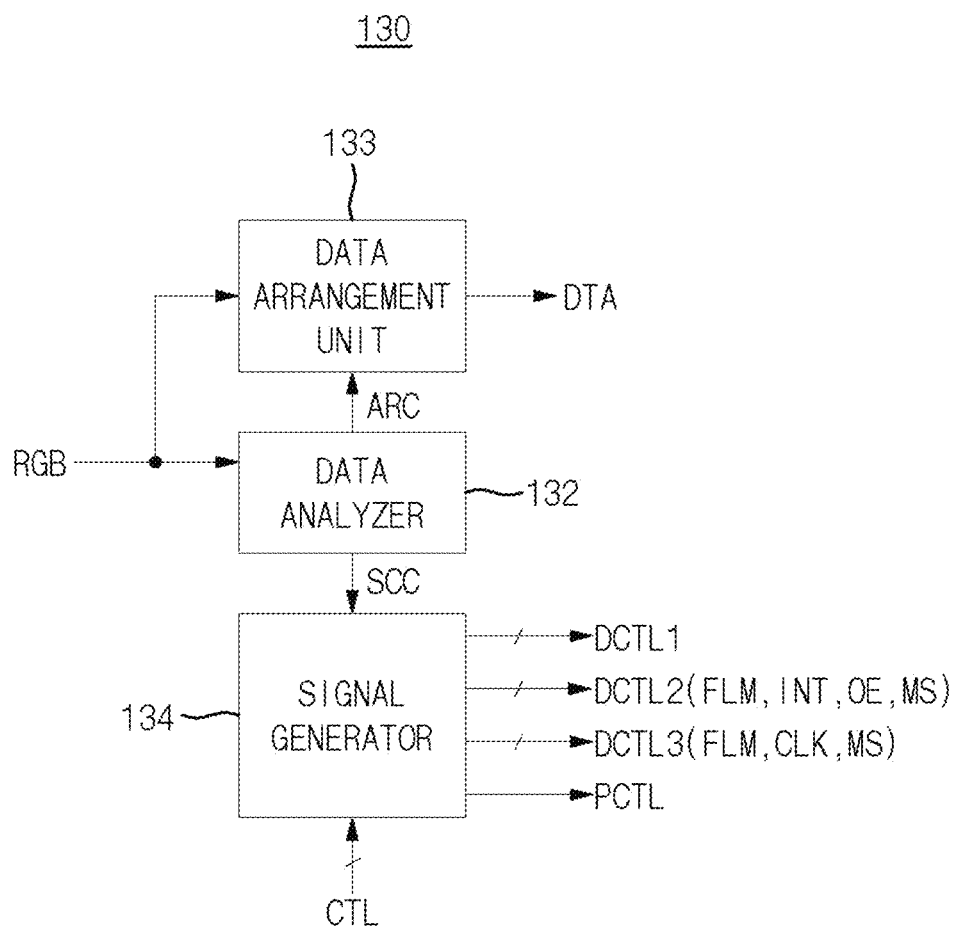 130
133
DATA
ARRANGEMENT
UNIT
DTA
ARC
RGB
DATA
ANALYZER
132
SCC
SIGNAL
GENERATOR
134
DCTL1
DCTL2(FLM,INT,OE,MS)
DCTL3(FLM,CLK,MS)
PCTL
CTL